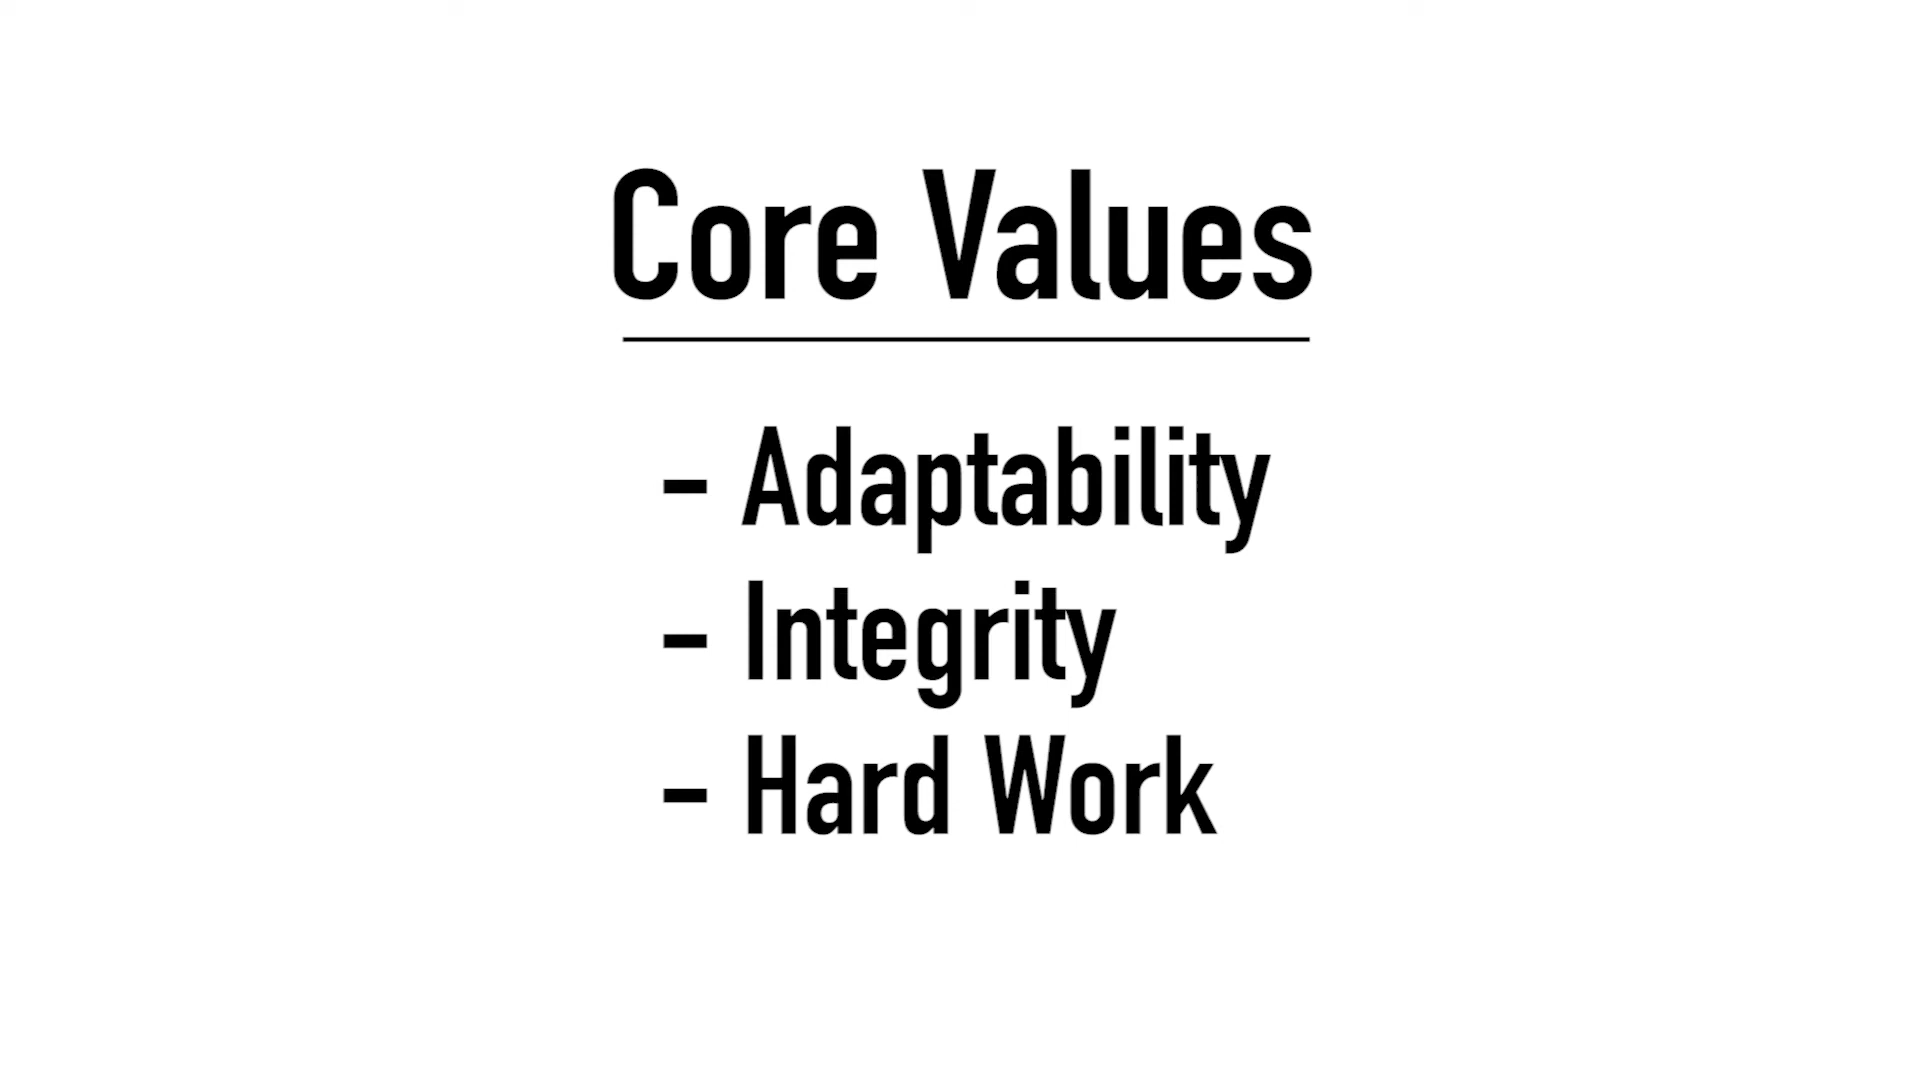 Core Values
- Adaptability
- Integrity
- Hard Work